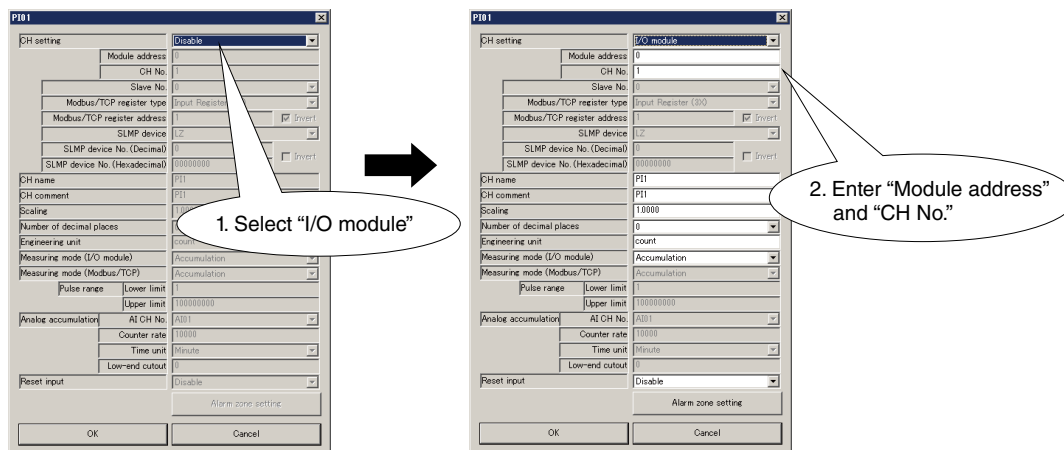 PI01
CH setting Disable
Module address 0
CH No. 1
Slave No. 0
Modbus/TCP register type Input Register
Modbus/TCP register address 1 Invert
SLMP device LZ
SLMP device No. (Decimal) 0
Invert
SLMP device No. (Hexadecimal) 00000000
CH name PI1
CH comment PI1
Scaling 1.0000
Number of decimal places
Engineering unit count
Measuring mode (I/O module) Accumulation
Measuring mode (Modbus/TCP) Accumulation
Pulse range Lower limit 1
Upper limit 100000000
Analog accumulation AI CH No. AI01
Counter rate 10000
Time unit Minute
Low-end cutout 0
Reset input Disable
Alarm zone setting
OK Cancel
1. Select “I/O module”
PI01
CH setting I/O module
Module address 0
CH No. 1
Slave No. 0
Modbus/TCP register type Input Register (3X)
Modbus/TCP register address 1 Invert
SLMP device LZ
SLMP device No. (Decimal) 0
Invert
SLMP device No. (Hexadecimal) 00000000
CH name PI1
CH comment PI1
Scaling 1.0000
Number of decimal places 0
Engineering unit count
Measuring mode (I/O module) Accumulation
Measuring mode (Modbus/TCP) Accumulation
Pulse range Lower limit 1
Upper limit 100000000
Analog accumulation AI CH No. AI01
Counter rate 10000
Time unit Minute
Low-end cutout 0
Reset input Disable
Alarm zone setting
OK Cancel
2. Enter “Module address”
and “CH No.”